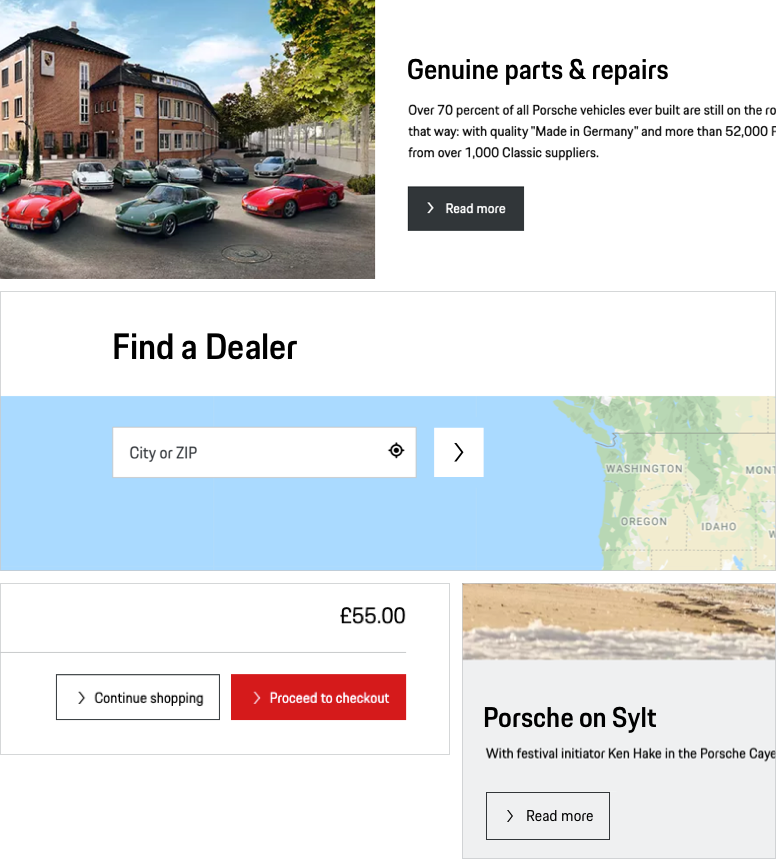 Genuine parts & repairs
Over 70 percent of all Porsche vehicles ever built are still on the ro
that way: with quality "Made in Germany" and more than 52,000 P
from over 1,000 Classic suppliers.
Read more
Find a Dealer
City or ZIP
WASHINGTON
MONT
OREGON
IDAHO
W
£55.00
Continue shopping
Proceed to checkout
Porsche on Sylt
With festival initiator Ken Hake in the Porsche Caye
Read more